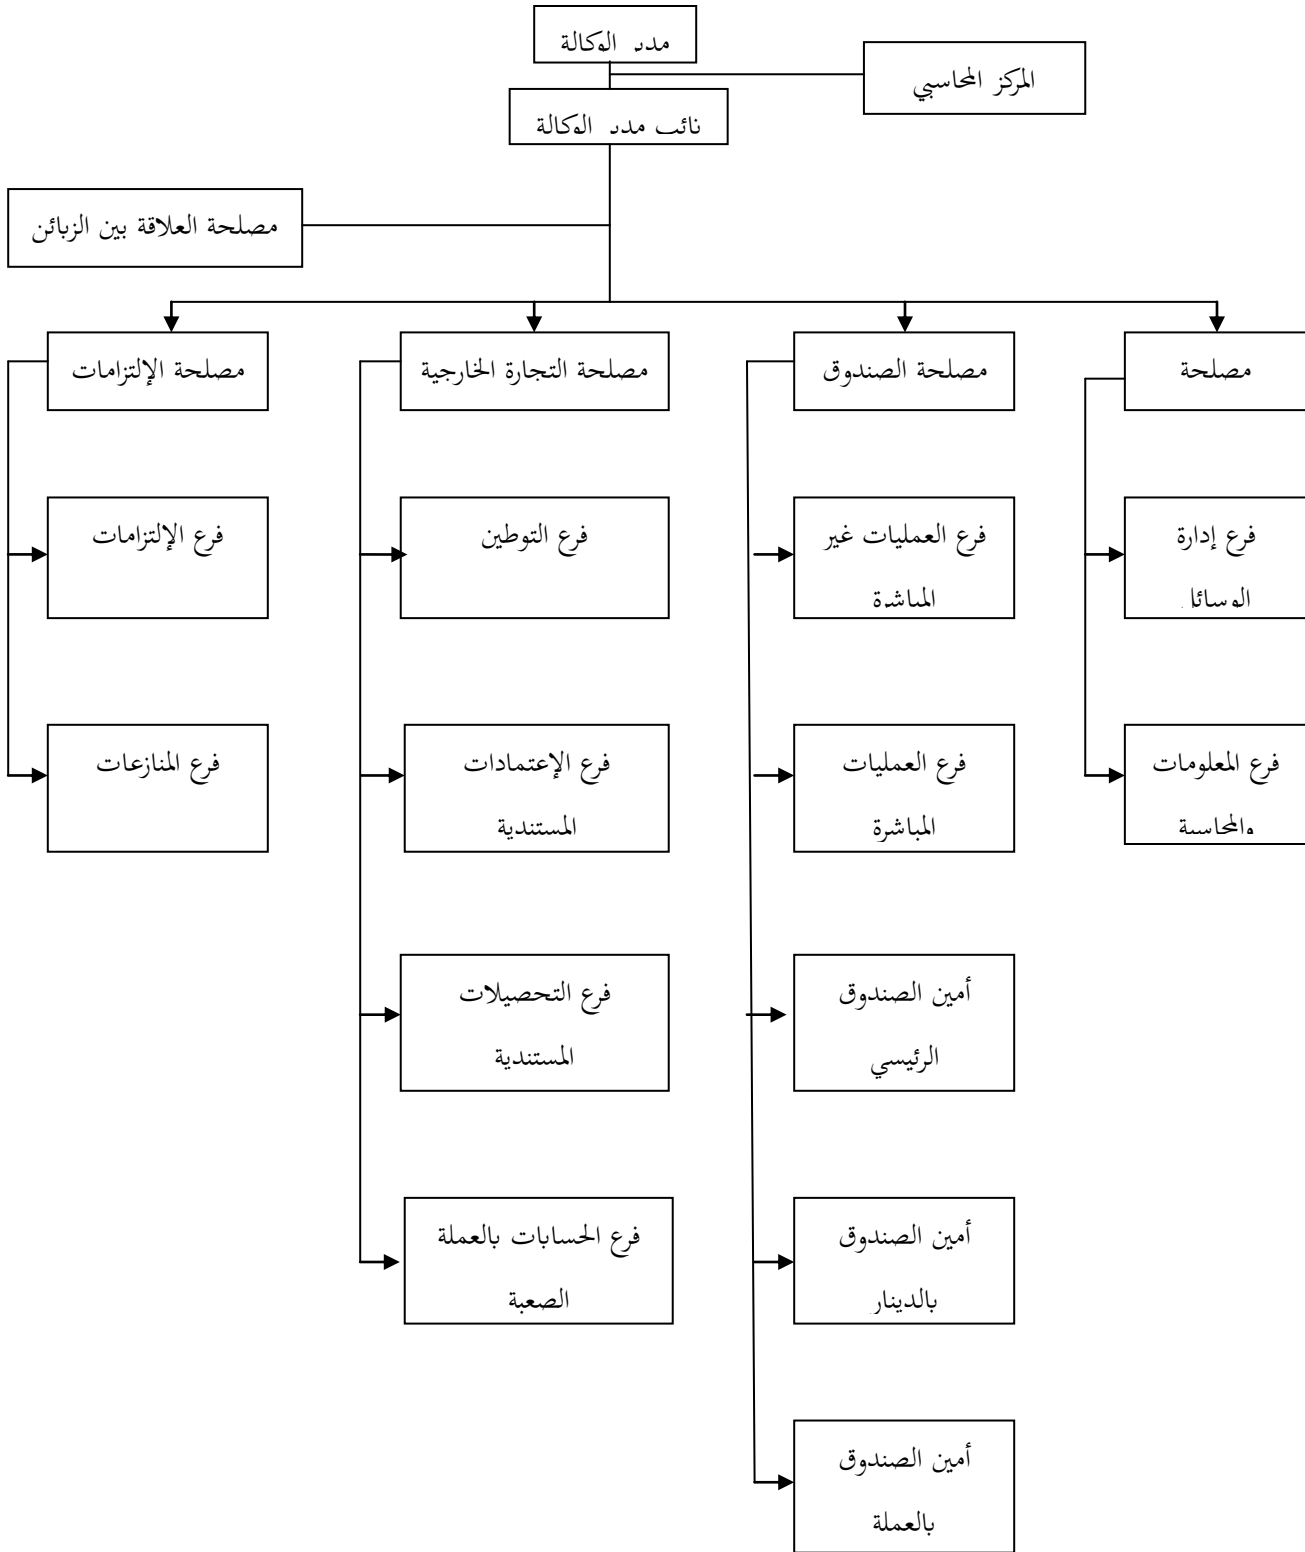 مدير الوكالة
المركز المحاسبي
نائب مدير الوكالة
مصلحة العلاقة بين الزبائن
مصلحة
مصلحة الصندوق
مصلحة التجارة الخارجية
مصلحة الإلتزامات
فرع إدارة
الوسائل
فرع العمليات غير
المباشرة
فرع التوطين
فرع الإلتزامات
فرع المعلومات
والمحاسبة
فرع العمليات
المباشرة
فرع الإعتمادات
المستندية
فرع المنازعات
أمين الصندوق
الرئيسي
فرع التحصيلات
المستندية
أمين الصندوق
بالدينار
فرع الحسابات بالعملة
الصعبة
أمين الصندوق
بالعملة